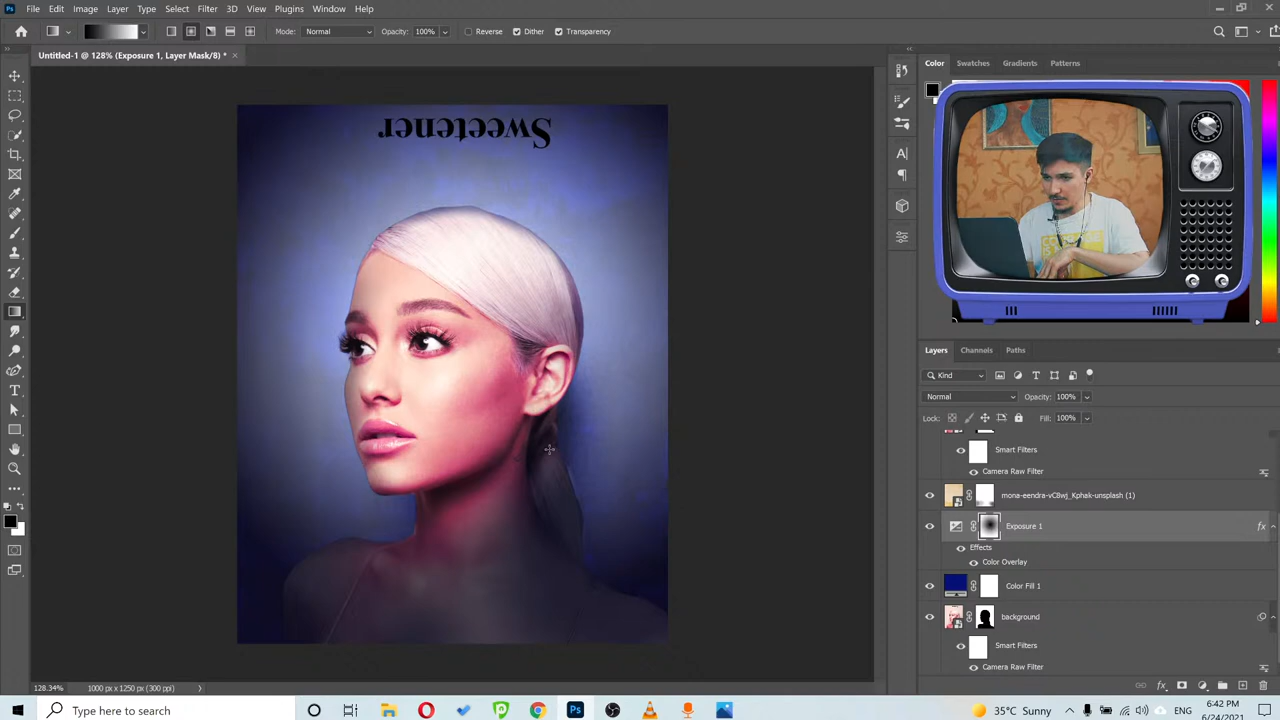 File Edit Image Layer Type Select Filter 3D View Plugins Window Help
Mode: Normal Opacity: 100% Reverse Dither Transparency
Untitled-1 @ 128% (Exposure 1, Layer Mask/8) *
Color Swatches Gradients Patterns
Sweetener
Layers Channels Paths
Kind
Normal Opacity: 100%
Lock: Fill: 100%
Smart Filters
Camera Raw Filter
mona-eendra-vC8wj_Kphak-unsplash (1)
Exposure 1 fx
Effects
Color Overlay
Color Fill 1
background
Smart Filters
Camera Raw Filter
128.34% 1000 px x 1250 px (300 ppi)
Type here to search
35°C Sunny
ENG
6:42 PM